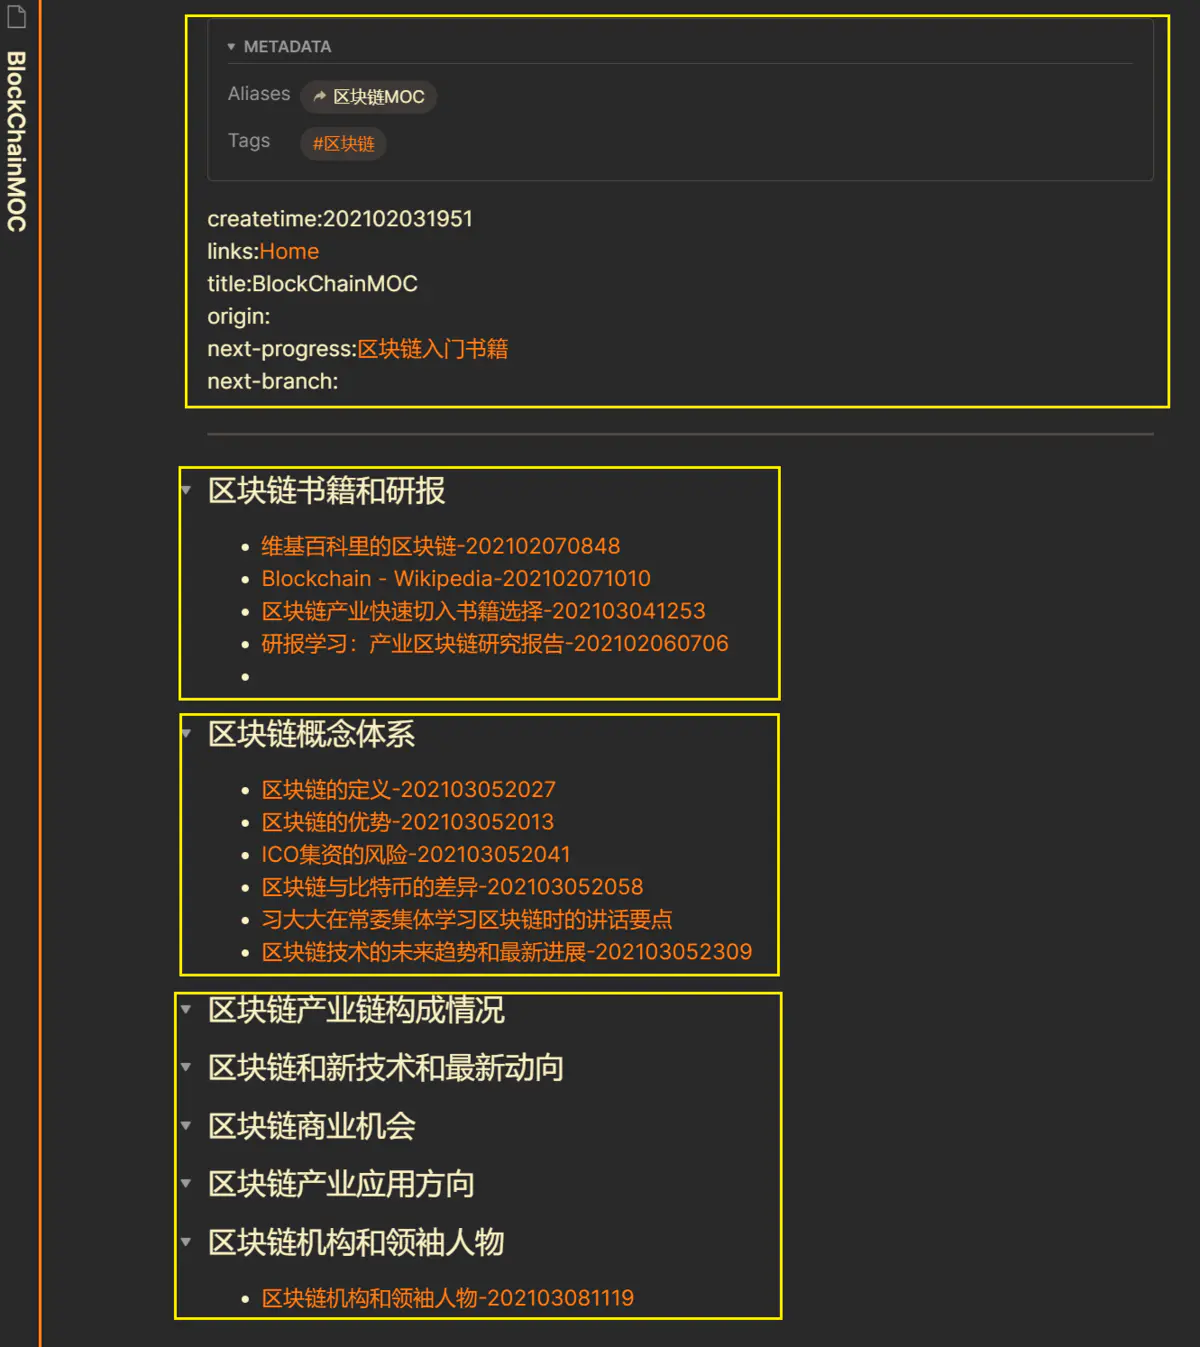 BlockChainMOC
METADATA
Aliases 区块链MOC
Tags #区块链
createtime:202102031951
links:Home
title:BlockChainMOC
origin:
next-progress:区块链入门书籍
next-branch:
区块链书籍和研报
维基百科里的区块链-202102070848
Blockchain - Wikipedia-202102071010
区块链产业快速切入书籍选择-202103041253
研报学习：产业区块链研究报告-202102060706
区块链概念体系
区块链的定义-202103052027
区块链的优势-202103052013
ICO集资的风险-202103052041
区块链与比特币的差异-202103052058
习大大在常委集体学习区块链时的讲话要点
区块链技术的未来趋势和最新进展-202103052309
区块链产业链构成情况
区块链和新技术和最新动向
区块链商业机会
区块链产业应用方向
区块链机构和领袖人物
区块链机构和领袖人物-202103081119